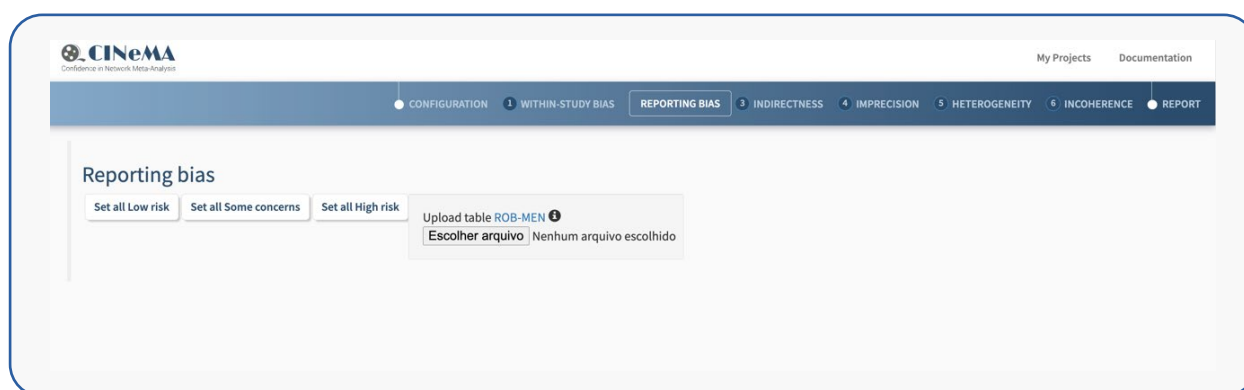 CINeMA
Confidence in Network Meta-Analysis
My Projects Documentation
CONFIGURATION 1 WITHIN-STUDY BIAS REPORTING BIAS 3 INDIRECTNESS 4 IMPRECISION 5 HETEROGENEITY 6 INCOHERENCE REPORT
Reporting bias
Set all Low risk Set all Some concerns Set all High risk
Upload table ROB-MEN
Escolher arquivo Nenhum arquivo escolhido